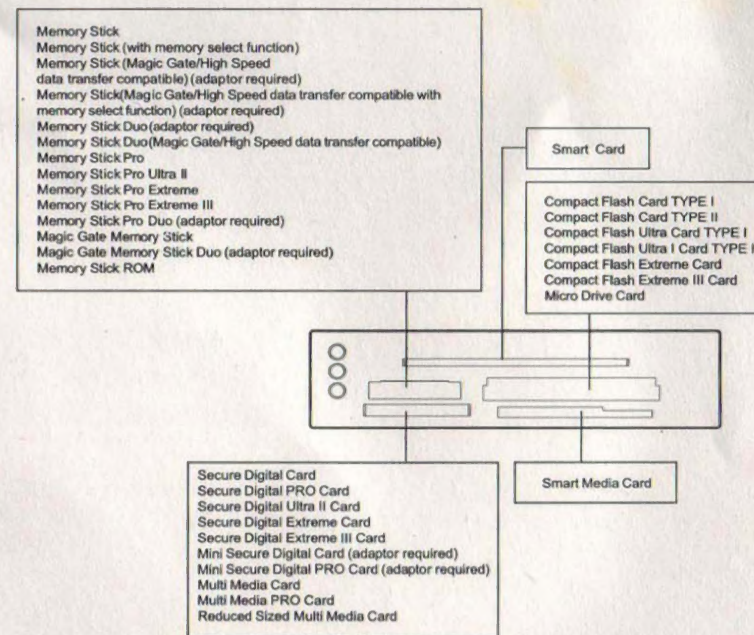 Memory Stick
Memory Stick (with memory select function)
Memory Stick (Magic Gate/High Speed
data transfer compatible) (adaptor required)
Memory Stick(Magic Gate/High Speed data transfer compatible with
memory select function) (adaptor required)
Memory Stick Duo(adaptor required)
Memory Stick Duo(Magic Gate/High Speed data transfer compatible)
Memory Stick Pro
Memory Stick Pro Ultra II
Memory Stick Pro Extreme
Memory Stick Pro Extreme III
Memory Stick Pro Duo (adaptor required)
Magic Gate Memory Stick
Magic Gate Memory Stick Duo (adaptor required)
Memory Stick ROM
Smart Card
Compact Flash Card TYPE I
Compact Flash Card TYPE II
Compact Flash Ultra Card TYPE I
Compact Flash Ultra I Card TYPE I
Compact Flash Extreme Card
Compact Flash Extreme III Card
Micro Drive Card
Secure Digital Card
Secure Digital PRO Card
Secure Digital Ultra II Card
Secure Digital Extreme Card
Secure Digital Extreme III Card
Mini Secure Digital Card (adaptor required)
Mini Secure Digital PRO Card (adaptor required)
Multi Media Card
Multi Media PRO Card
Reduced Sized Multi Media Card
Smart Media Card